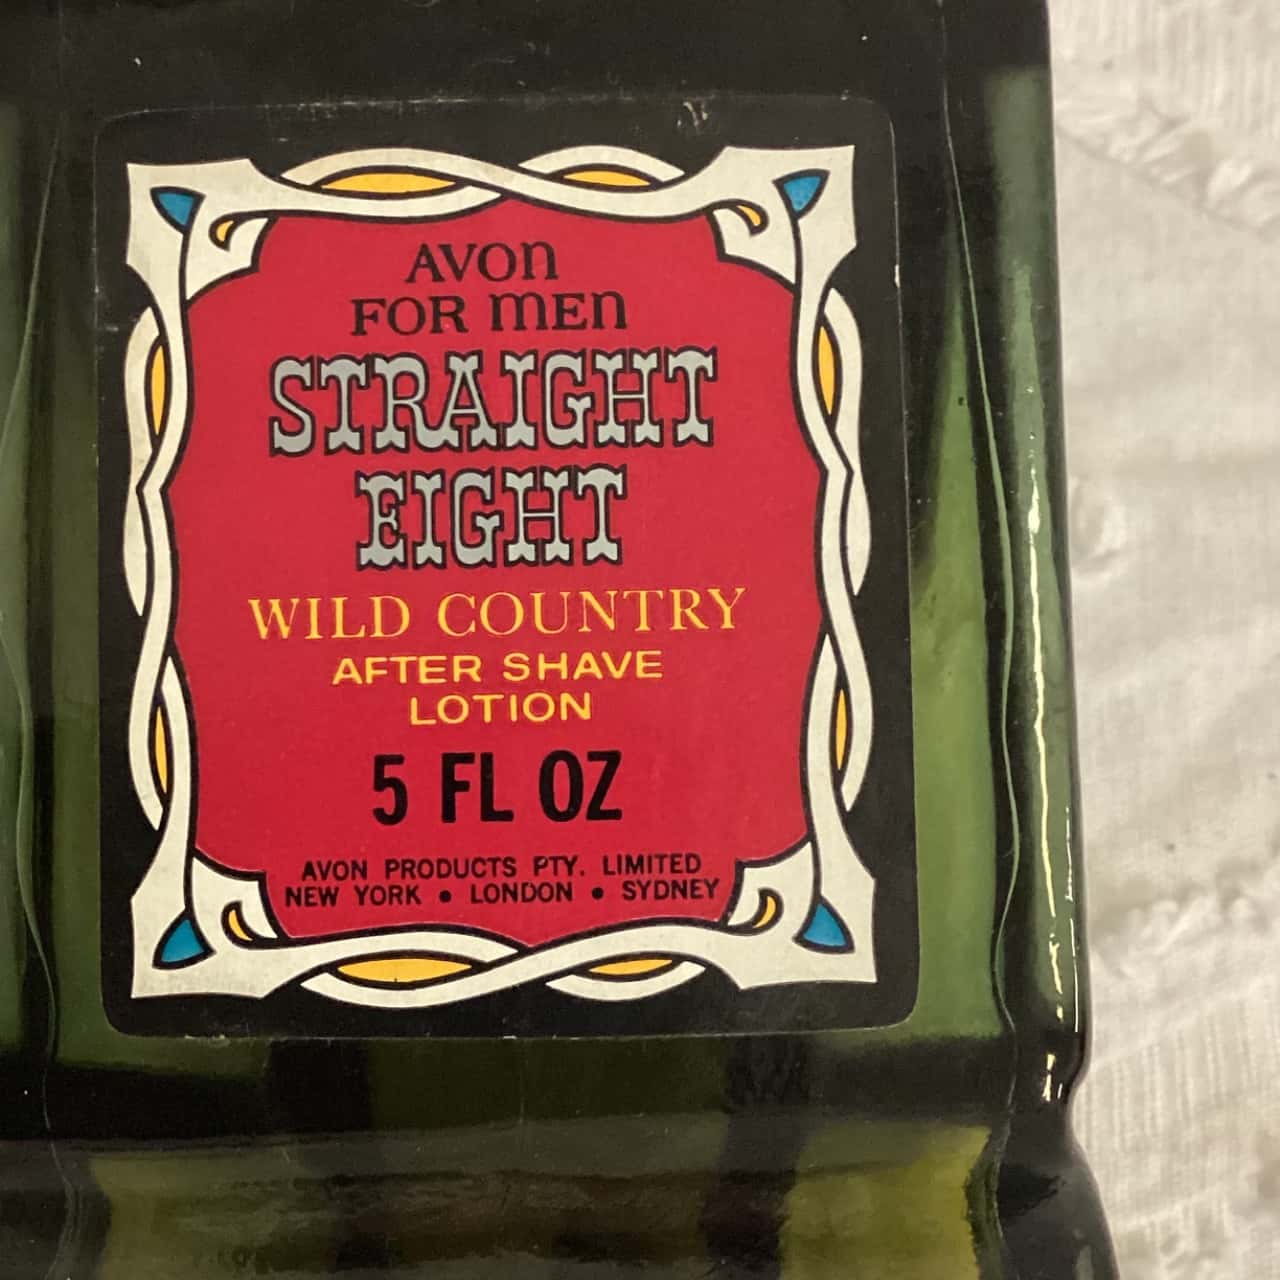 AVON
FOR MEN
STRAIGHT
EIGHT
WILD COUNTRY
AFTER SHAVE
LOTION
5 FL OZ
AVON PRODUCTS PTY. LIMITED
NEW YORK • LONDON • SYDNEY